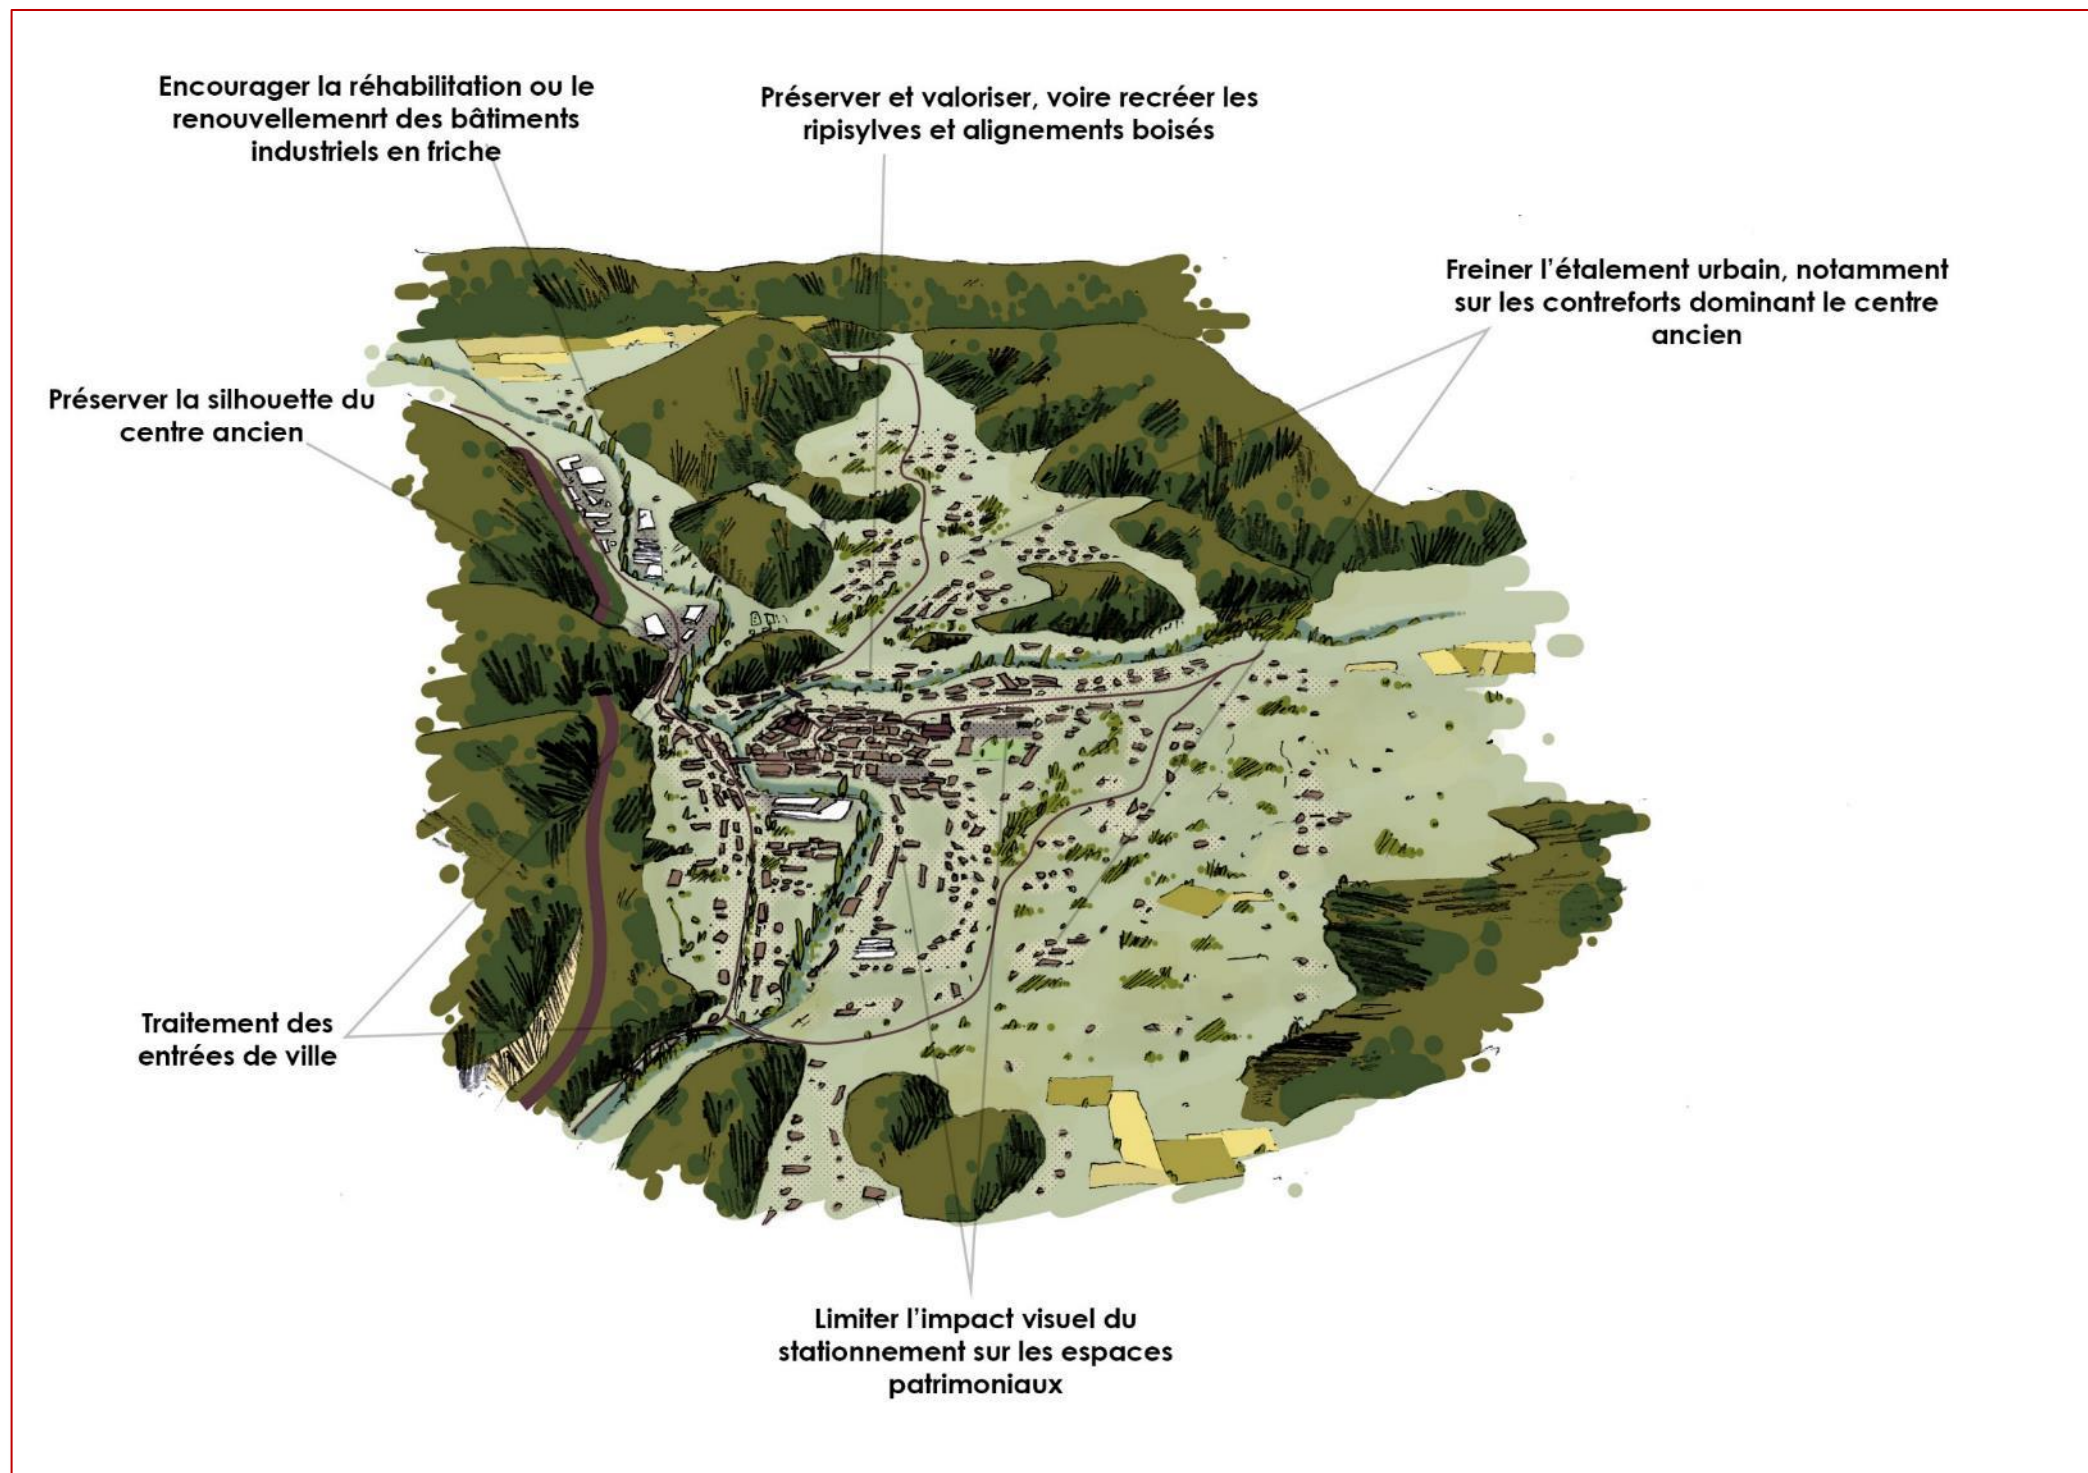 Encourager la réhabilitation ou le
renouvellemenrt des bâtiments
industriels en friche
Préserver et valoriser, voire recréer les
ripisylves et alignements boisés
Freiner l'étalement urbain, notamment
sur les contreforts dominant le centre
ancien
Préserver la silhouette du
centre ancien
Traitement des
entrées de ville
Limiter l'impact visuel du
stationnement sur les espaces
patrimoniaux